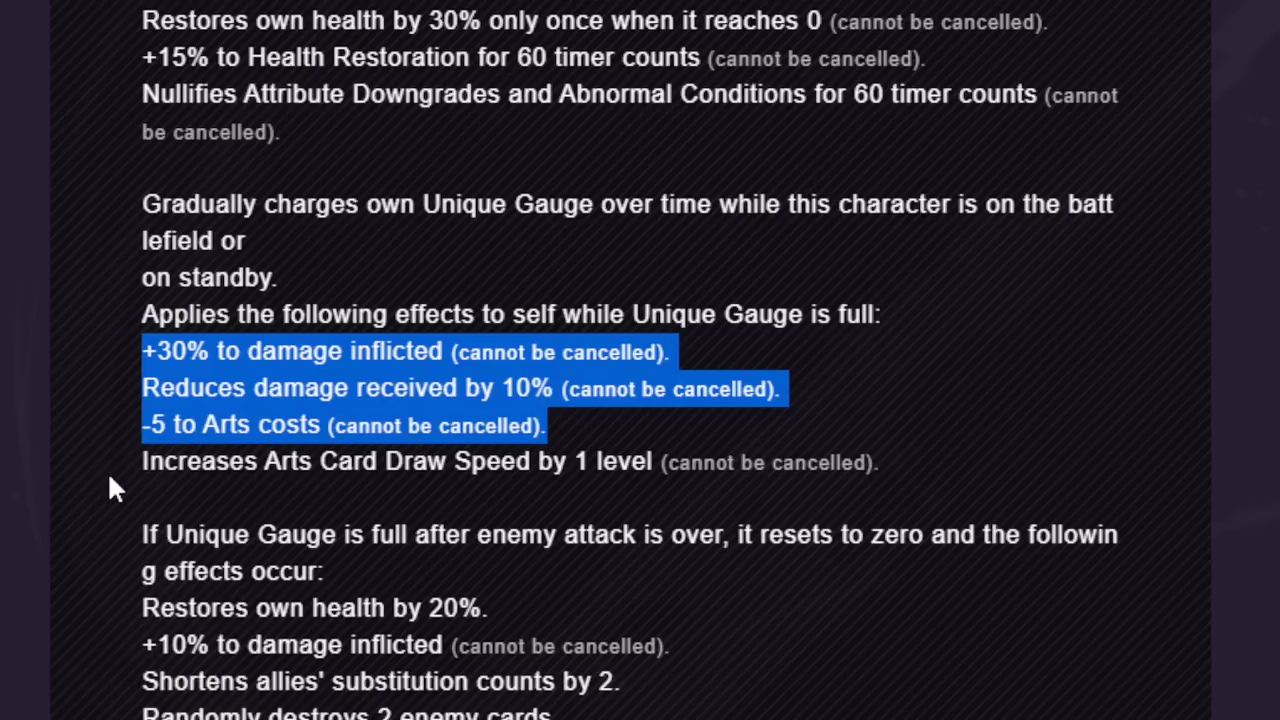 Restores own health by 30% only once when it reaches 0 (cannot be cancelled).
+15% to Health Restoration for 60 timer counts (cannot be cancelled).
Nullifies Attribute Downgrades and Abnormal Conditions for 60 timer counts (cannot
be cancelled).
Gradually charges own Unique Gauge over time while this character is on the batt
lefield or
on standby.
Applies the following effects to self while Unique Gauge is full:
+30% to damage inflicted (cannot be cancelled).
Reduces damage received by 10% (cannot be cancelled).
-5 to Arts costs (cannot be cancelled).
Increases Arts Card Draw Speed by 1 level (cannot be cancelled).
If Unique Gauge is full after enemy attack is over, it resets to zero and the followin
g effects occur:
Restores own health by 20%.
+10% to damage inflicted (cannot be cancelled).
Shortens allies' substitution counts by 2.
Randomly destroys 2 enemy cards